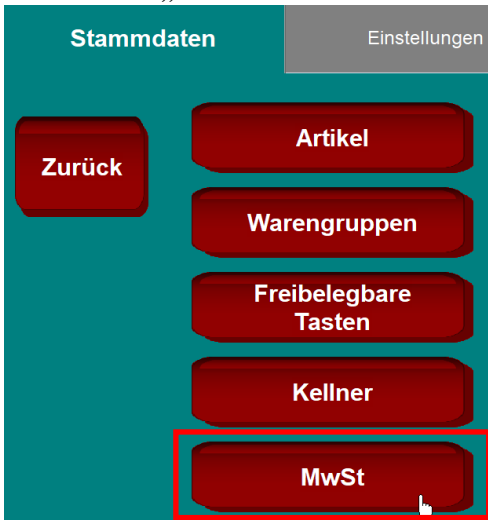 Stammdaten
Einstellungen
Zurück
Artikel
Warengruppen
Freibelegbare
Tasten
Kellner
MwSt